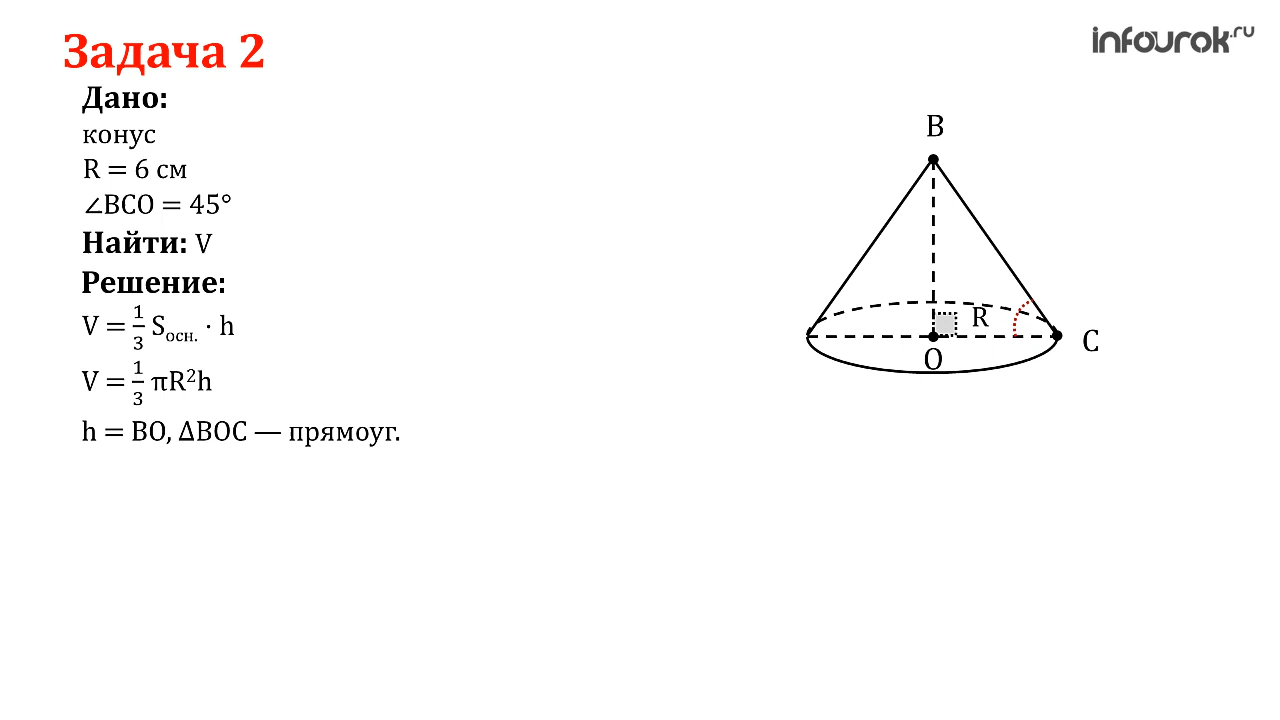 Задача 2
infourok.ru
Дано:
конус
R = 6 см
∠BCO = 45°
Найти: V
Решение:
V = 1/3 Sосн. · h
V = 1/3 πR²h
h = BO, ΔBOC — прямоуг.
B
R
O
C